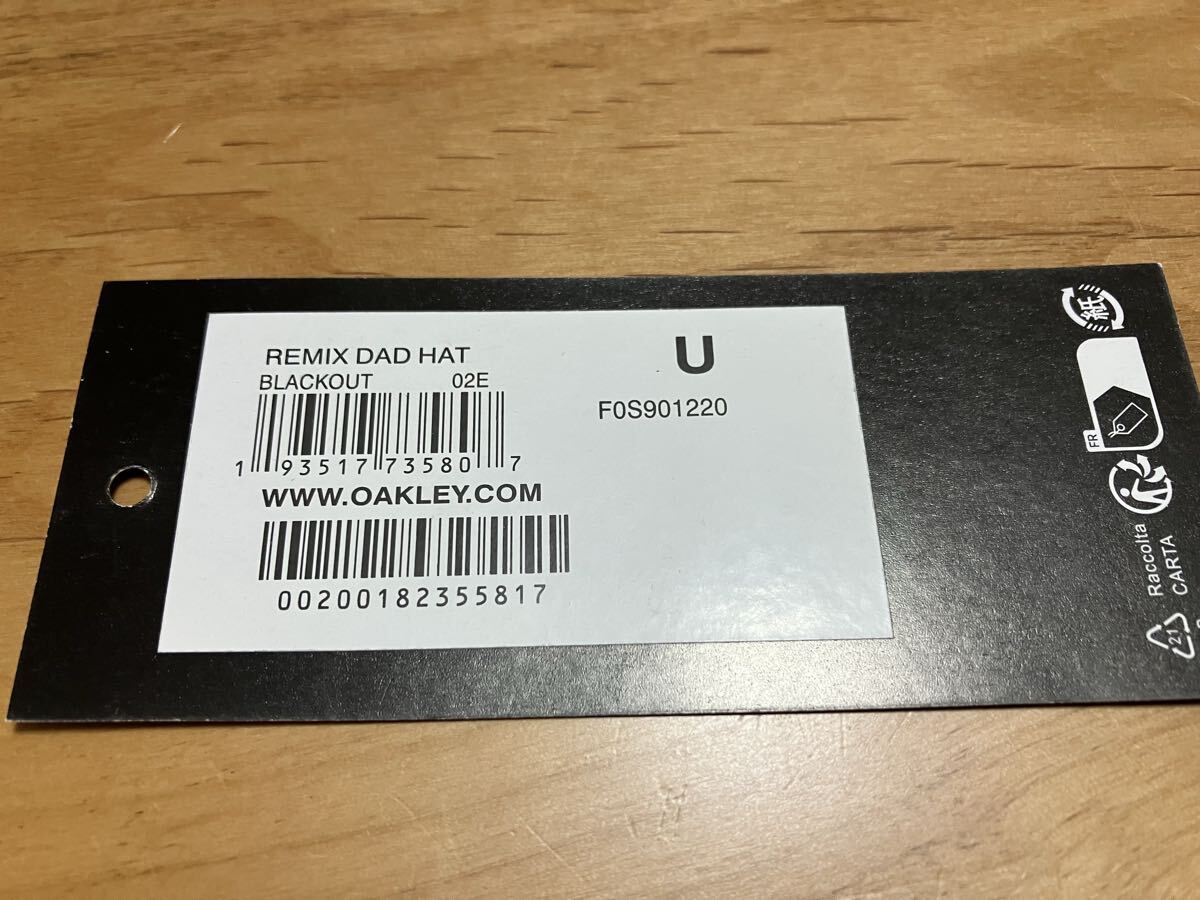 REMIX DAD HAT
BLACKOUT 02E
1 93517 73580 7
WWW.OAKLEY.COM
00200182355817
U
F0S901220
紙
FR
21
Raccolta
CARTA